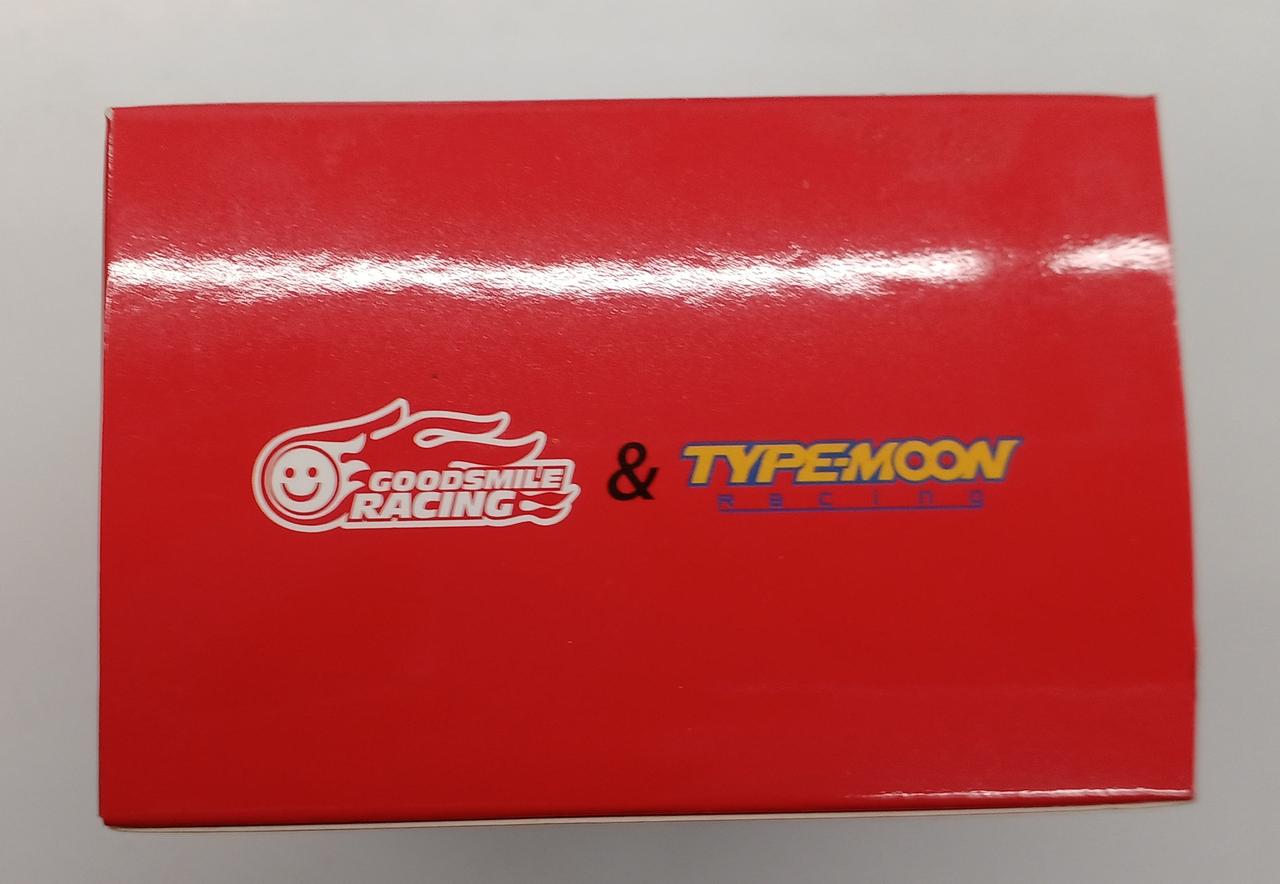 GOODSMILE
RACING
&
TYPE-MOON
Racing